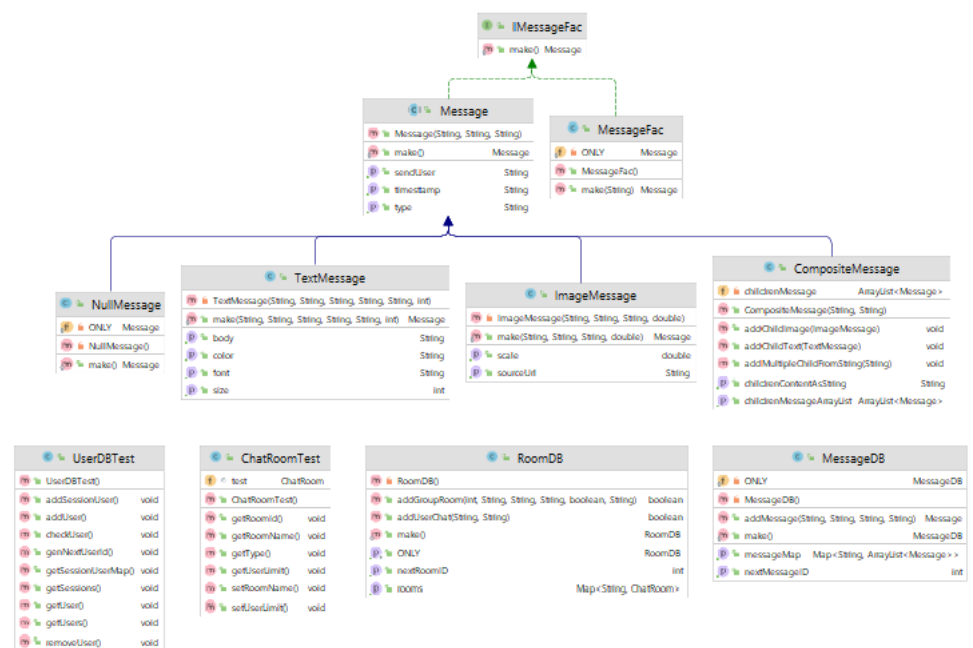 IIMessageFac
make() Message
Message
Message(String, String, String)
make() Message
sendUser String
timestamp String
type String
MessageFac
ONLY Message
MessageFac()
make(String) Message
NullMessage
ONLY Message
NullMessage()
make() Message
TextMessage
TextMessage(String, String, String, String, String, int)
make(String, String, String, String, String, int) Message
body String
color String
font String
size int
ImageMessage
ImageMessage(String, String, String, double)
make(String, String, String, double) Message
scale double
sourceUrl String
CompositeMessage
childrenMessage ArrayList<Message>
CompositeMessage(String, String)
addChildImage(ImageMessage) void
addChildText(TextMessage) void
addMultipleChildFromString(String) void
childrenContentAsString String
childrenMessageArrayList ArrayList<Message>
UserDBTest
UserDBTest()
addSessionUser() void
addUser() void
checkUser() void
genNextUserId() void
getSessionUserMap() void
getSessions() void
getUser() void
getUsers() void
removeUser() void
ChatRoomTest
test ChatRoom
ChatRoomTest()
getRoomId() void
getRoomName() void
getType() void
getUserLimit() void
setRoomName() void
setUserLimit() void
RoomDB
RoomDB()
addGroupRoom(int, String, String, String, boolean, String) boolean
addUserChat(String, String) boolean
make() RoomDB
ONLY RoomDB
nextRoomID int
rooms Map<String, ChatRoom>
MessageDB
ONLY MessageDB
MessageDB()
addMessage(String, String, String, String) Message
make() MessageDB
messageMap Map<String, ArrayList<Message>>
nextMessageID int